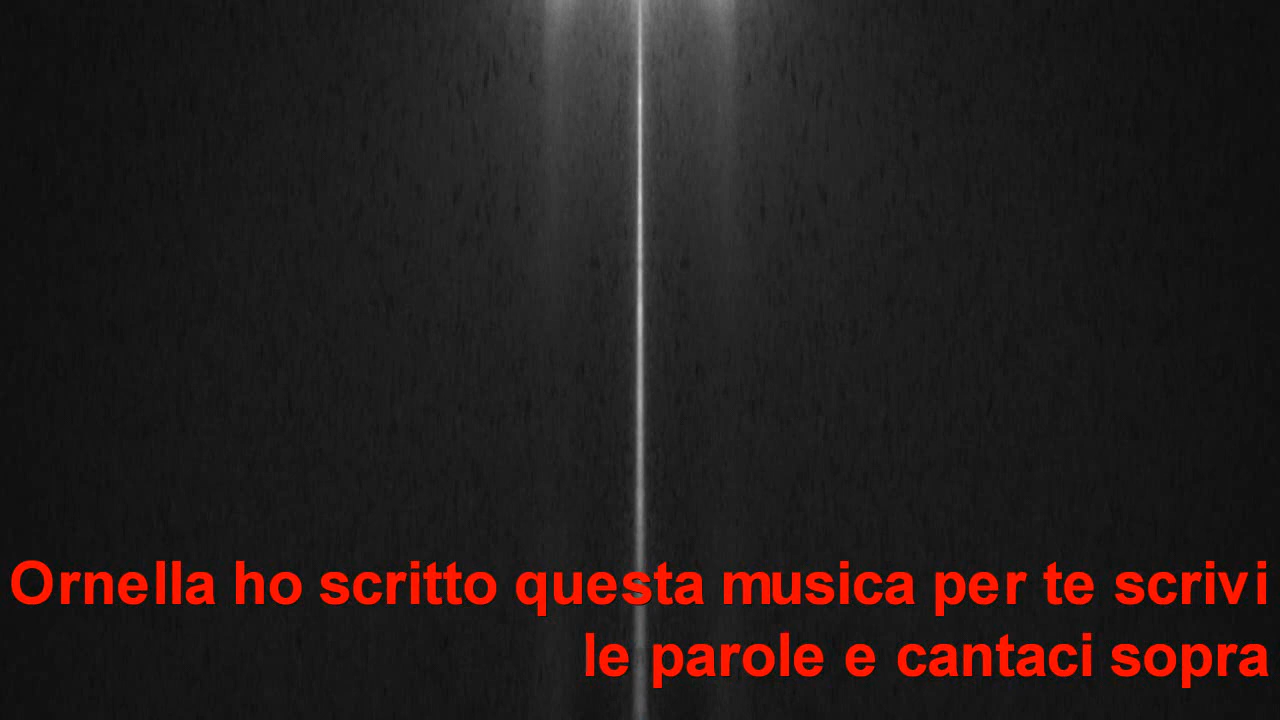 Ornella ho scritto questa musica per te scrivi
le parole e cantaci sopra